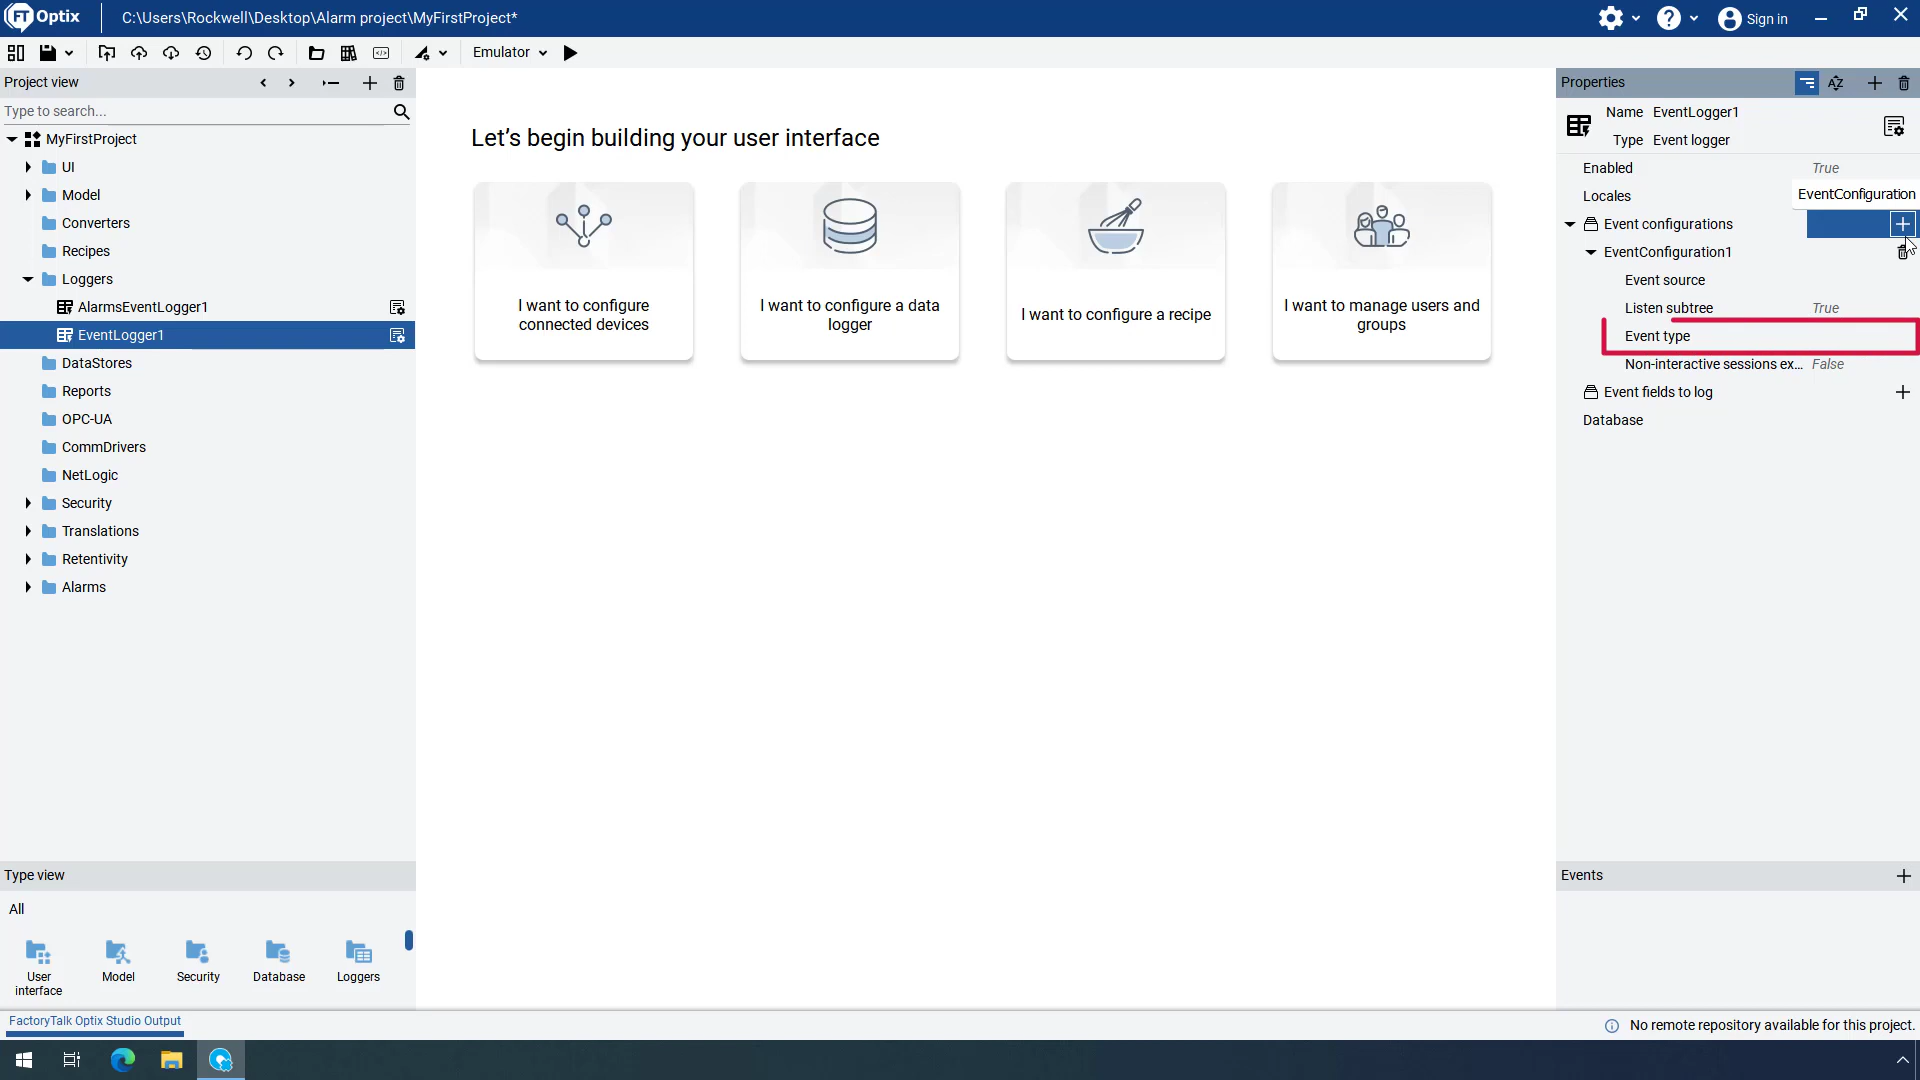 FT Optix
C:\Users\Rockwell\Desktop\Alarm project\MyFirstProject*
Sign in
Emulator
Project view
Type to search...
MyFirstProject
UI
Model
Converters
Recipes
Loggers
AlarmsEventLogger1
EventLogger1
DataStores
Reports
OPC-UA
CommDrivers
NetLogic
Security
Translations
Retentivity
Alarms
Type view
All
User interface
Model
Security
Database
Loggers
Let's begin building your user interface
I want to configure
connected devices
I want to configure a data
logger
I want to configure a recipe
I want to manage users and
groups
Properties
Name EventLogger1
Type Event logger
Enabled True
Locales
EventConfiguration
Event configurations
EventConfiguration1
Event source
Listen subtree True
Event type
Non-interactive sessions ex... False
Event fields to log
Database
Events
FactoryTalk Optix Studio Output
No remote repository available for this project.